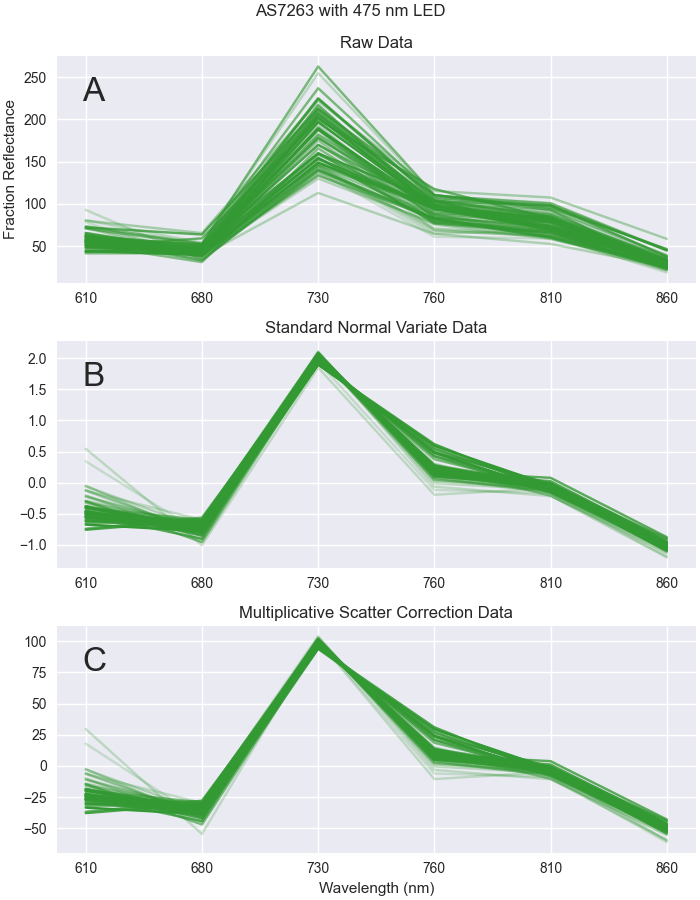 AS7263 with 475 nm LED
Raw Data
A
Fraction Reflectance
250
200
150
100
50
610 680 730 760 810 860
Standard Normal Variate Data
B
2.0
1.5
1.0
0.5
0.0
−0.5
−1.0
610 680 730 760 810 860
Multiplicative Scatter Correction Data
C
100
75
50
25
0
−25
−50
610 680 730 760 810 860
Wavelength (nm)